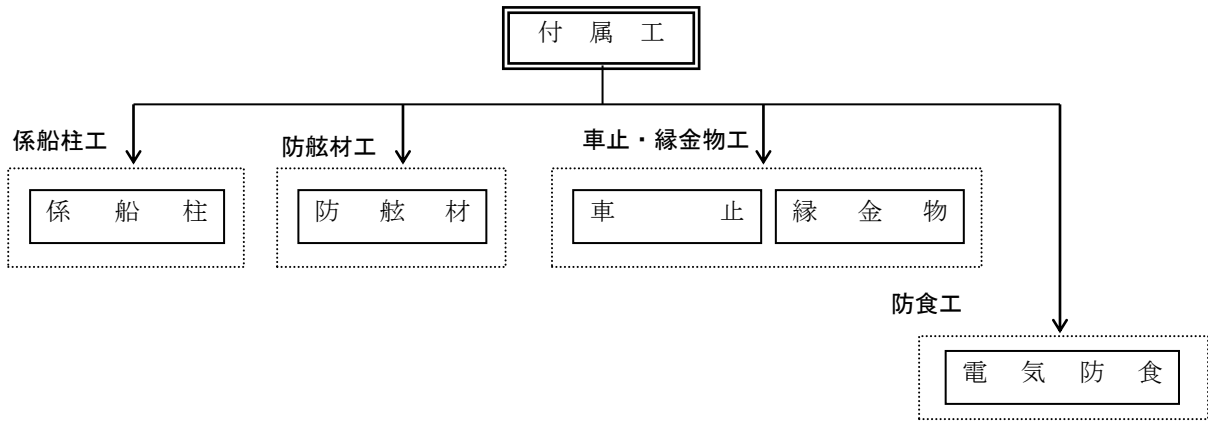 付属工
係船柱工
防舷材工
車止・縁金物工
係船柱
防舷材
車止
縁金物
防食工
電気防食